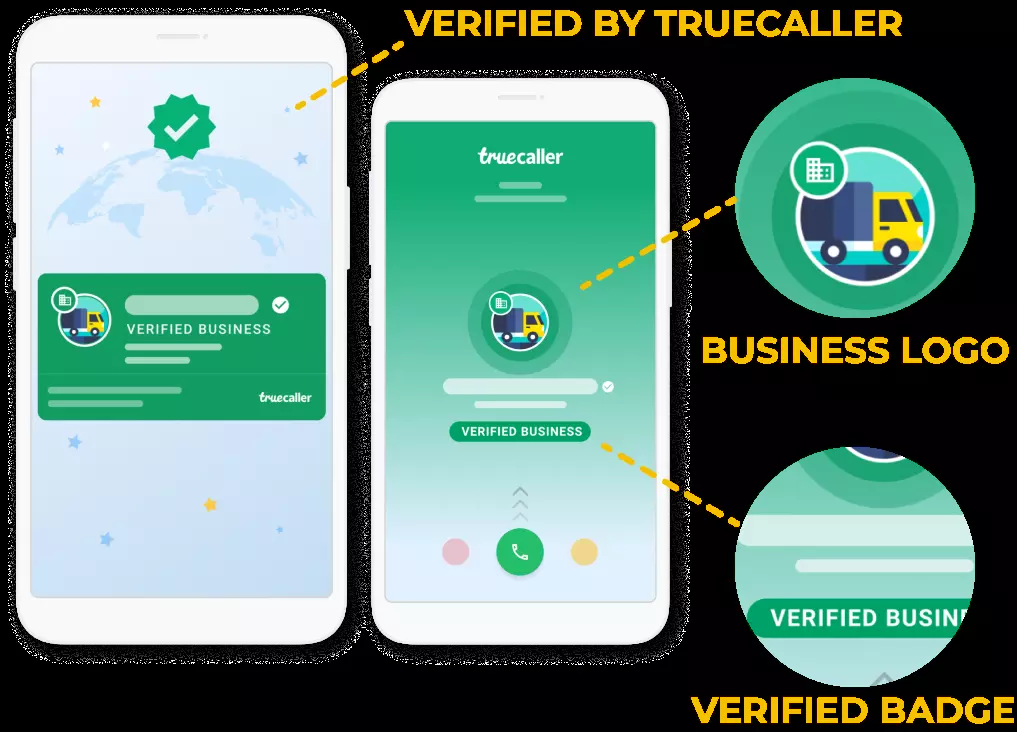 VERIFIED BY TRUECALLER
VERIFIED BUSINESS
truecaller
truecaller
VERIFIED BUSINESS
BUSINESS LOGO
VERIFIED BUSIN
VERIFIED BADGE